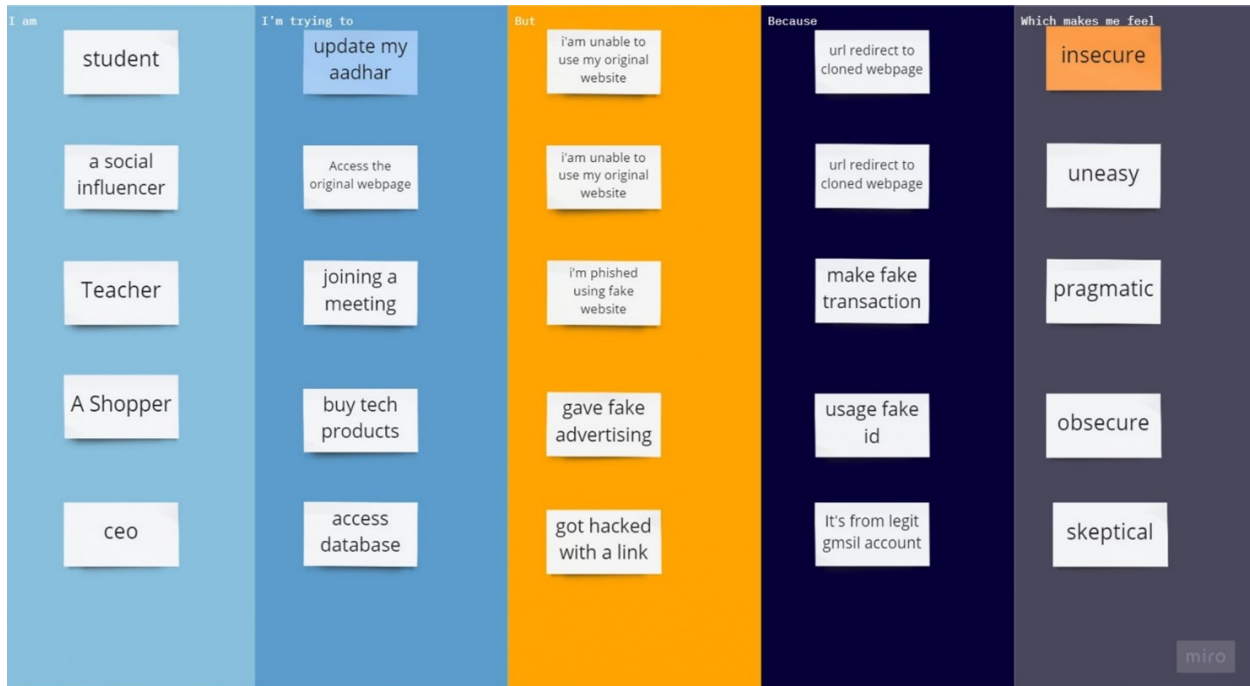 I am
I'm trying to
But
Because
Which makes me feel
student
update my
aadhar
i'am unable to
use my original
website
url redirect to
cloned webpage
insecure
a social
influencer
Access the
original webpage
i'am unable to
use my original
website
url redirect to
cloned webpage
uneasy
Teacher
joining a
meeting
i'm phished
using fake
website
make fake
transaction
pragmatic
A Shopper
buy tech
products
gave fake
advertising
usage fake
id
obsecure
ceo
access
database
got hacked
with a link
It's from legit
gmsil account
skeptical
miro